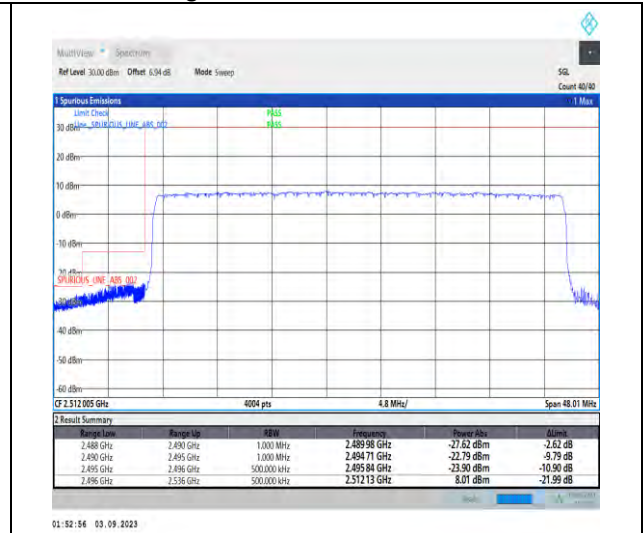 MultiView Spectrum
Ref Level 30.00 dBm Offset 6.94 dB Mode Sweep SGL
Count 40/40
1 Spurious Emissions 1 Max
Limit Check PASS
30 dBm Line _SPURIOUS_LINE_ABS_002 PASS
20 dBm
10 dBm
0 dBm
-10 dBm
-20 dBm
_SPURIOUS_LINE_ABS_002
-30 dBm
-40 dBm
-50 dBm
-60 dBm
CF 2.512 005 GHz 4004 pts 4.8 MHz/ Span 48.01 MHz
2 Result Summary
Range Low Range Up RBW Frequency Power Abs ΔLimit
2.488 GHz 2.490 GHz 1.000 MHz 2.489 98 GHz -27.62 dBm -2.62 dB
2.490 GHz 2.495 GHz 1.000 MHz 2.494 71 GHz -22.79 dBm -9.79 dB
2.495 GHz 2.496 GHz 500.000 kHz 2.495 84 GHz -23.90 dBm -10.90 dB
2.496 GHz 2.536 GHz 500.000 kHz 2.512 13 GHz 8.01 dBm -21.99 dB
01:52:56 03.09.2023